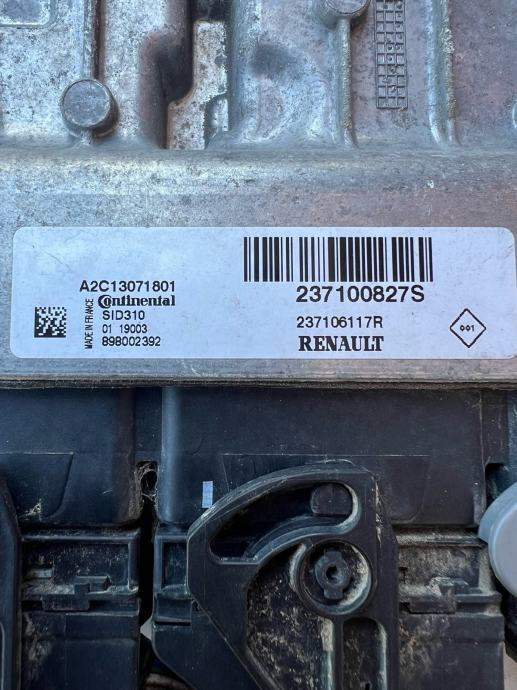 A2C13071801
Continental
SID310
01 19003
898002392
MADE IN FRANCE
237100827S
237106117R
RENAULT
001